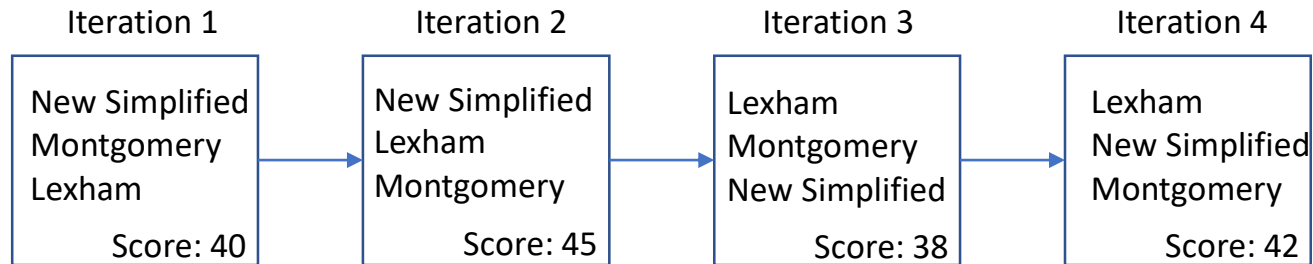 Iteration 1
New Simplified
Montgomery
Lexham
Score: 40
Iteration 2
New Simplified
Lexham
Montgomery
Score: 45
Iteration 3
Lexham
Montgomery
New Simplified
Score: 38
Iteration 4
Lexham
New Simplified
Montgomery
Score: 42